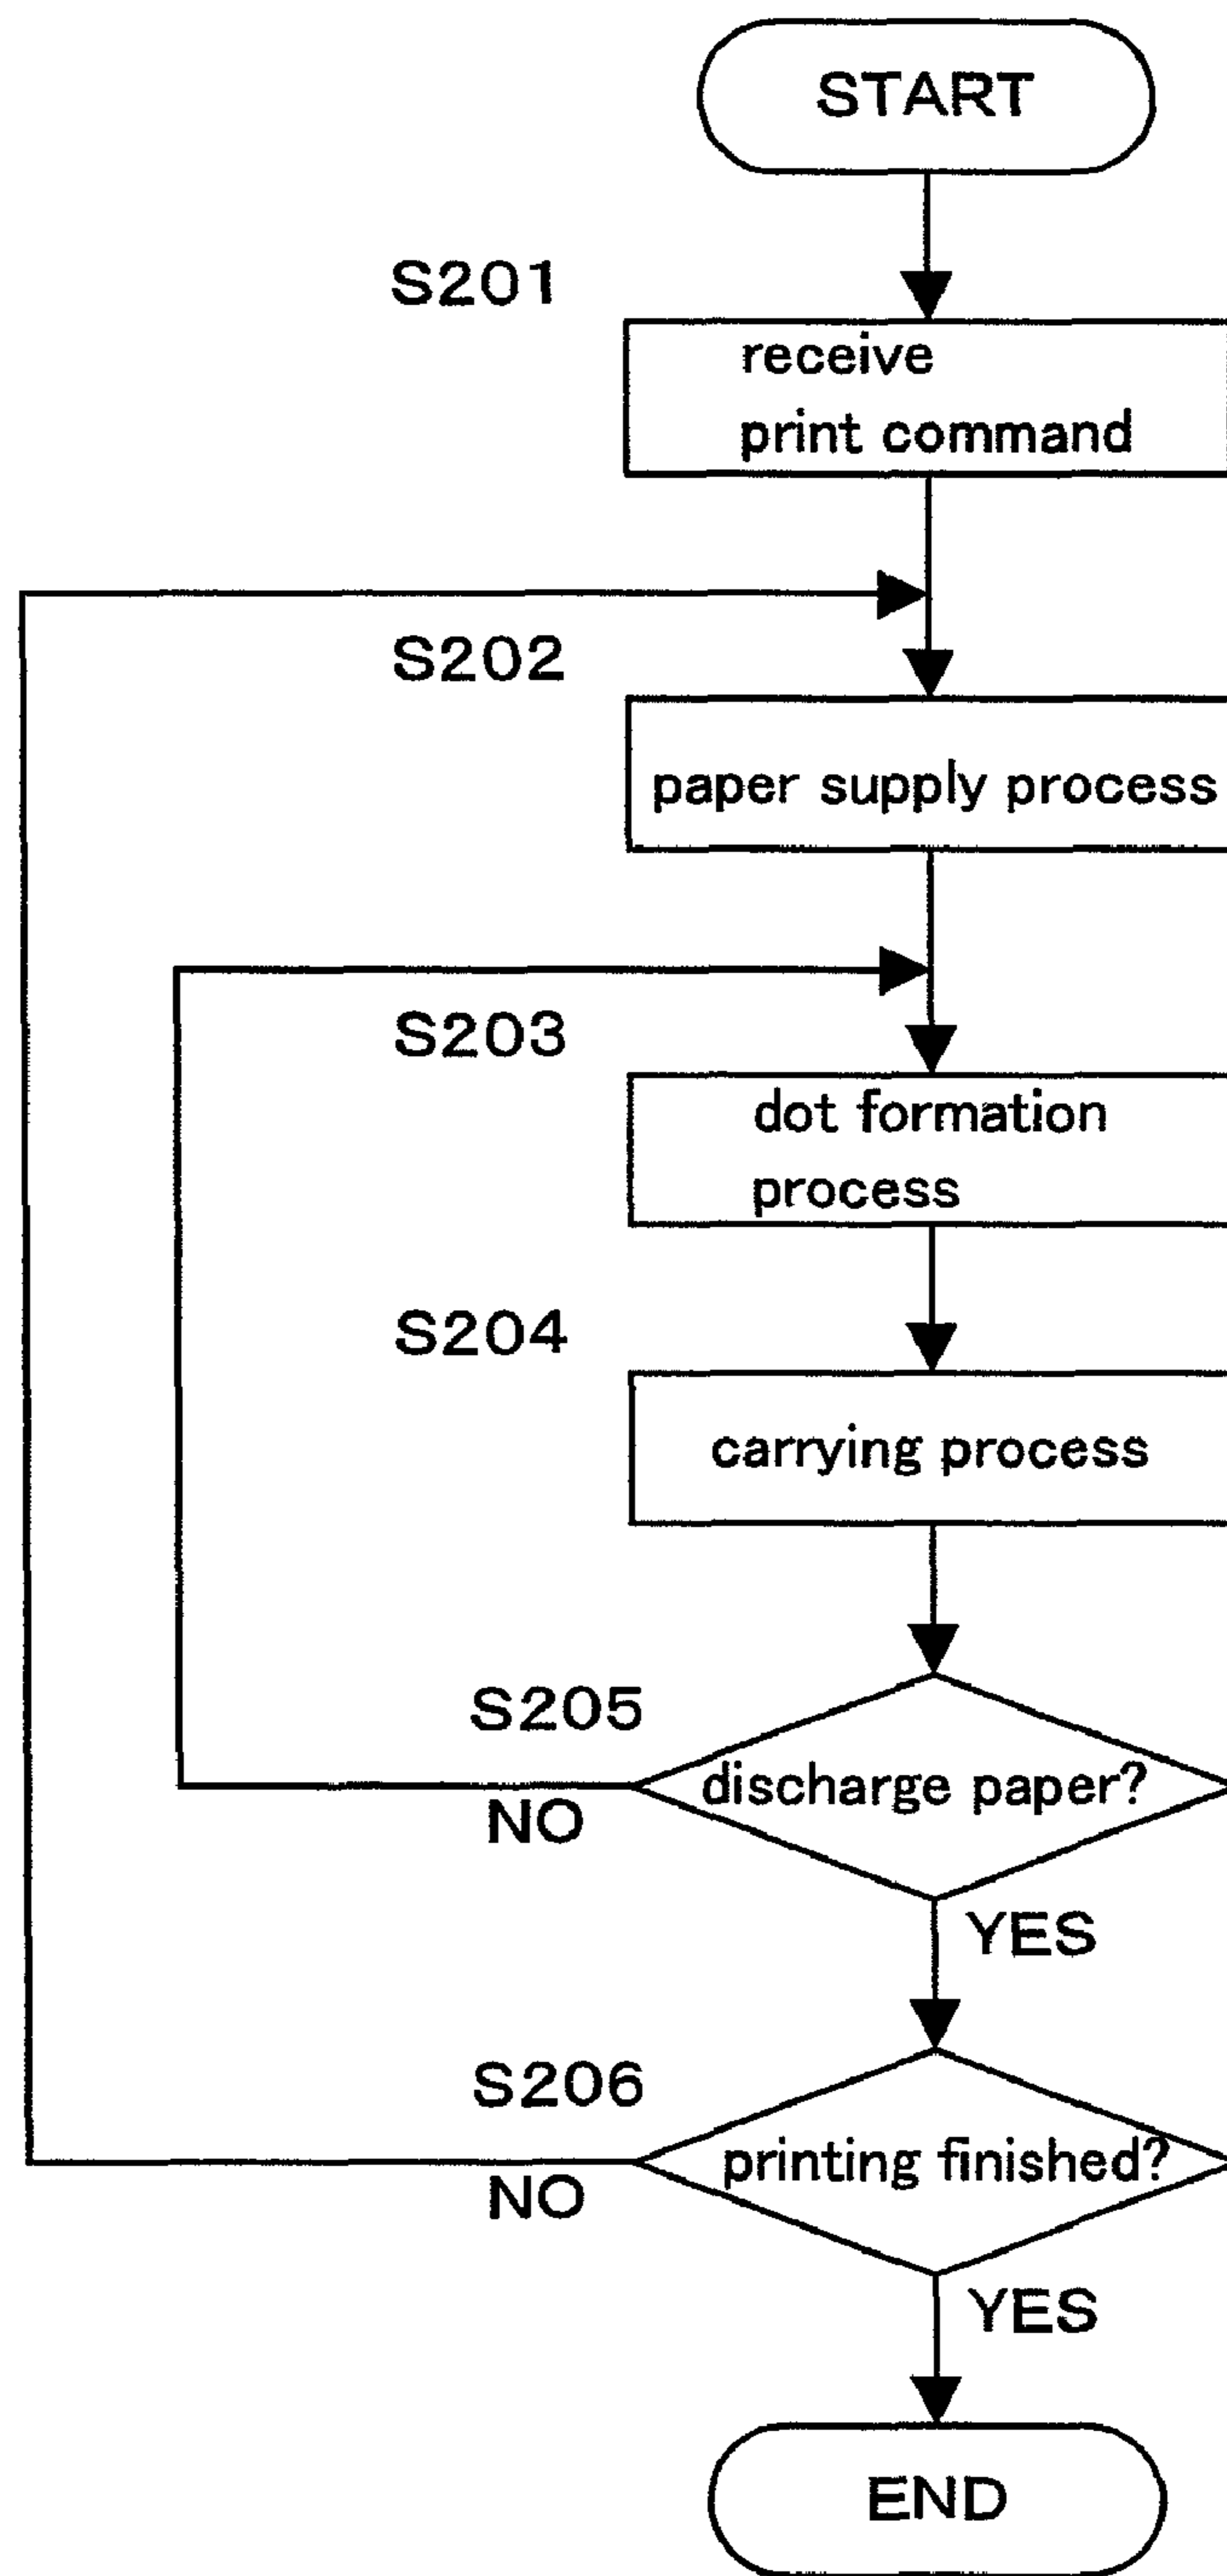 START
S201
receive
print command
S202
paper supply process
S203
dot formation
process
S204
carrying process
S205
discharge paper?
NO
YES
S206
printing finished?
NO
YES
END